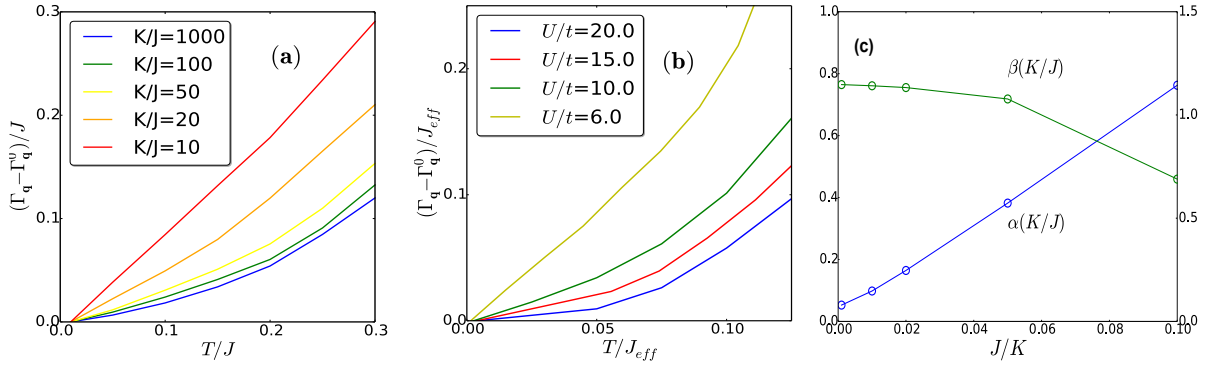 0.3
0.2
0.1
0.0
0.0 0.1 0.2 0.3
(Γ_q−Γ_q^0)/J
T/J
K/J=1000
K/J=100
K/J=50
K/J=20
K/J=10
(a)
0.2
0.1
0.0
0.00 0.05 0.10
(Γ_q−Γ_q^0)/J_{eff}
T/J_{eff}
U/t=20.0
U/t=15.0
U/t=10.0
U/t=6.0
(b)
1.0
0.8
0.6
0.4
0.2
0.0
0.00 0.02 0.04 0.06 0.08 0.10
J/K
(c)
β(K/J)
α(K/J)
1.5
1.0
0.5
0.0